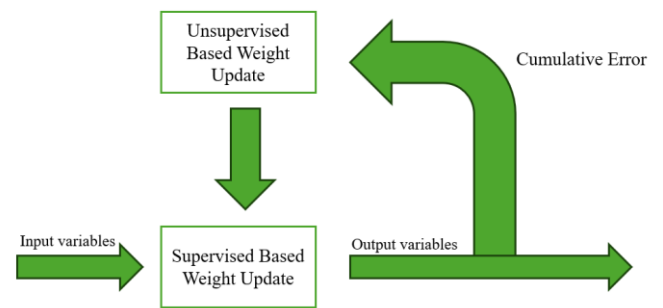 Unsupervised
Based Weight
Update
Cumulative Error
Input variables
Supervised Based
Weight Update
Output variables